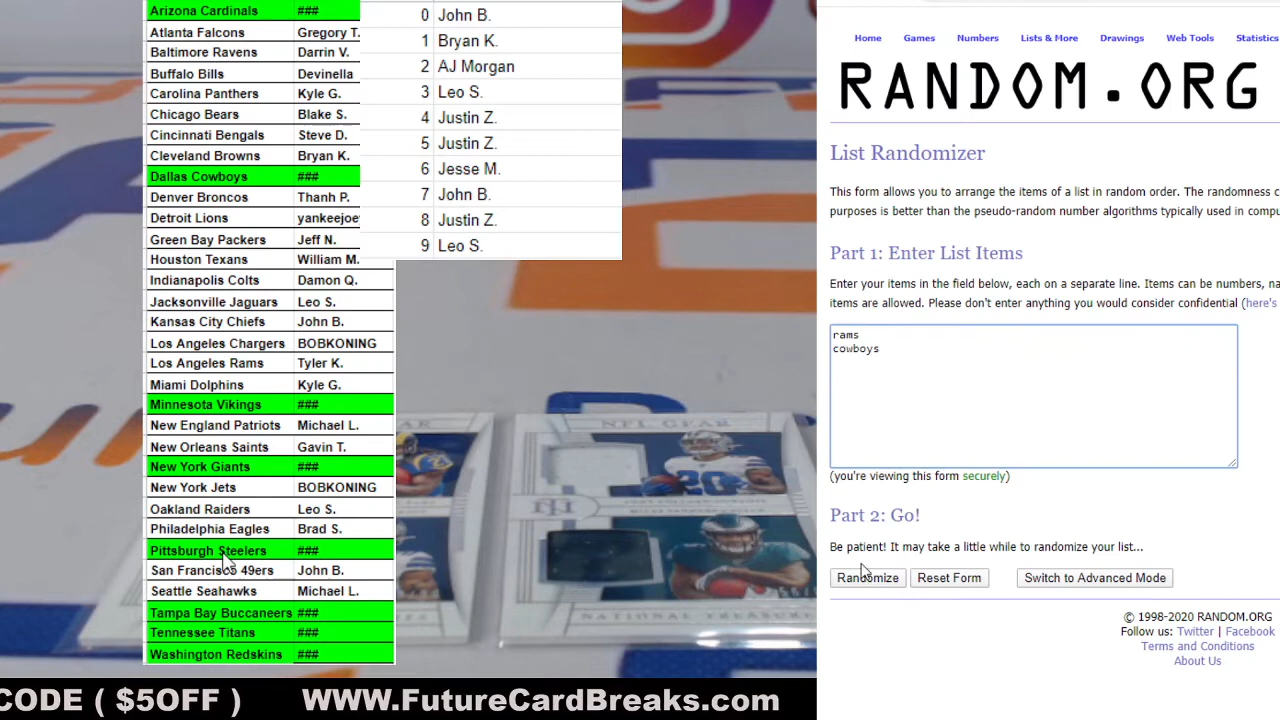 Arizona Cardinals ###
Atlanta Falcons Gregory T.
Baltimore Ravens Darrin V.
Buffalo Bills Devinella
Carolina Panthers Kyle G.
Chicago Bears Blake S.
Cincinnati Bengals Steve D.
Cleveland Browns Bryan K.
Dallas Cowboys ###
Denver Broncos Thanh P.
Detroit Lions yankeejoe
Green Bay Packers Jeff N.
Houston Texans William M.
Indianapolis Colts Damon Q.
Jacksonville Jaguars Leo S.
Kansas City Chiefs John B.
Los Angeles Chargers BOBKONING
Los Angeles Rams Tyler K.
Miami Dolphins Kyle G.
Minnesota Vikings ###
New England Patriots Michael L.
New Orleans Saints Gavin T.
New York Giants ###
New York Jets BOBKONING
Oakland Raiders Leo S.
Philadelphia Eagles Brad S.
Pittsburgh Steelers ###
San Francisco 49ers John B.
Seattle Seahawks Michael L.
Tampa Bay Buccaneers ###
Tennessee Titans ###
Washington Redskins ###
0 John B.
1 Bryan K.
2 AJ Morgan
3 Leo S.
4 Justin Z.
5 Justin Z.
6 Jesse M.
7 John B.
8 Justin Z.
9 Leo S.
NFL GEAR
NATIONAL TREASURES
CODE ( $5OFF ) WWW.FutureCardBreaks.com
Home Games Numbers Lists & More Drawings Web Tools Statistics
RANDOM.ORG
List Randomizer
This form allows you to arrange the items of a list in random order. The randomness c
purposes is better than the pseudo-random number algorithms typically used in compu
Part 1: Enter List Items
Enter your items in the field below, each on a separate line. Items can be numbers, na
items are allowed. Please don't enter anything you would consider confidential (here's
rams
cowboys
(you're viewing this form securely)
Part 2: Go!
Be patient! It may take a little while to randomize your list...
Randomize Reset Form Switch to Advanced Mode
© 1998-2020 RANDOM.ORG
Follow us: Twitter | Facebook
Terms and Conditions
About Us